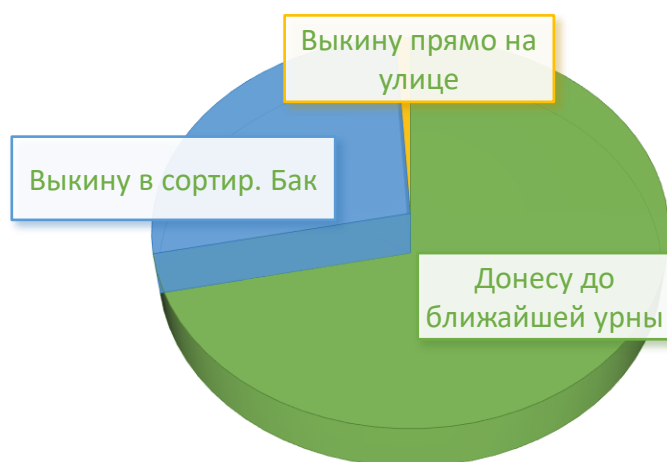 Выкину прямо на
улице
Выкину в сортир. Бак
Донесу до
ближайшей урны